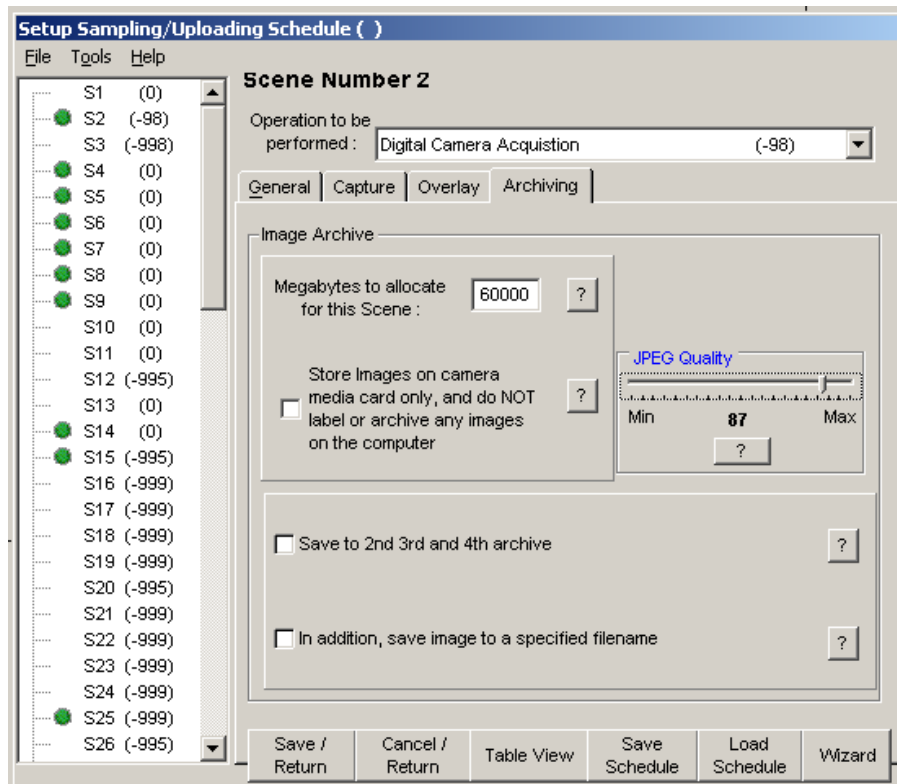 Setup Sampling/Uploading Schedule ( )
File Tools Help
S1 (0)
S2 (-98)
S3 (-998)
S4 (0)
S5 (0)
S6 (0)
S7 (0)
S8 (0)
S9 (0)
S10 (0)
S11 (0)
S12 (-995)
S13 (0)
S14 (0)
S15 (-995)
S16 (-999)
S17 (-999)
S18 (-999)
S19 (-999)
S20 (-995)
S21 (-999)
S22 (-999)
S23 (-999)
S24 (-999)
S25 (-999)
S26 (-995)
Scene Number 2
Operation to be
performed :
Digital Camera Acquistion (-98)
General Capture Overlay Archiving
Image Archive
Megabytes to allocate
for this Scene :
60000
?
Store Images on camera
media card only, and do NOT
label or archive any images
on the computer
?
JPEG Quality
Min 87 Max
?
Save to 2nd 3rd and 4th archive
?
In addition, save image to a specified filename
?
Save /
Return
Cancel /
Return
Table View
Save
Schedule
Load
Schedule
Wizard